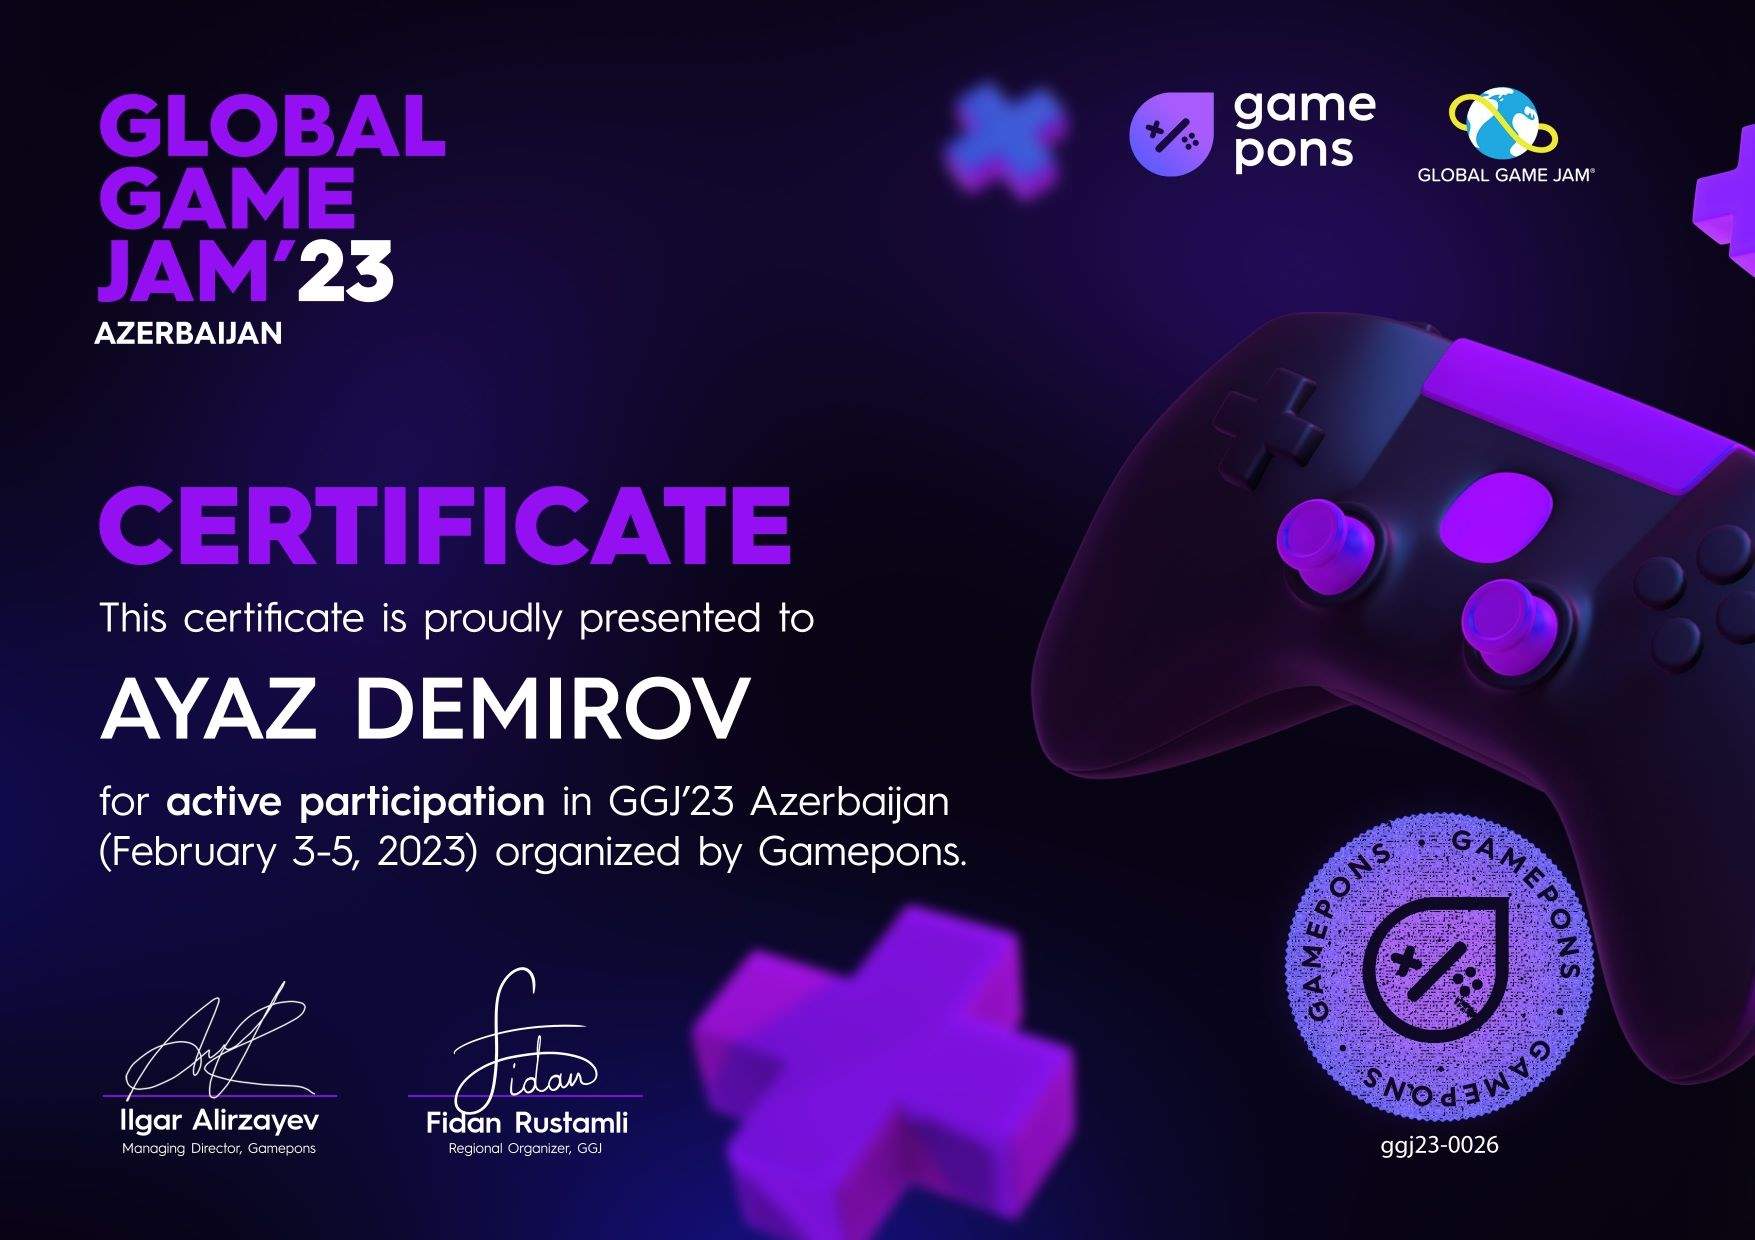 GLOBAL
GAME
JAM’23
AZERBAIJAN
game
pons
GLOBAL GAME JAM®
CERTIFICATE
This certificate is proudly presented to
AYAZ DEMIROV
for active participation in GGJ’23 Azerbaijan
(February 3-5, 2023) organized by Gamepons.
Fidan
Ilgar Alirzayev
Managing Director, Gamepons
Fidan Rustamli
Regional Organizer, GGJ
GAMEPONS • GAMEPONS • GAMEPONS •
ggj23-0026